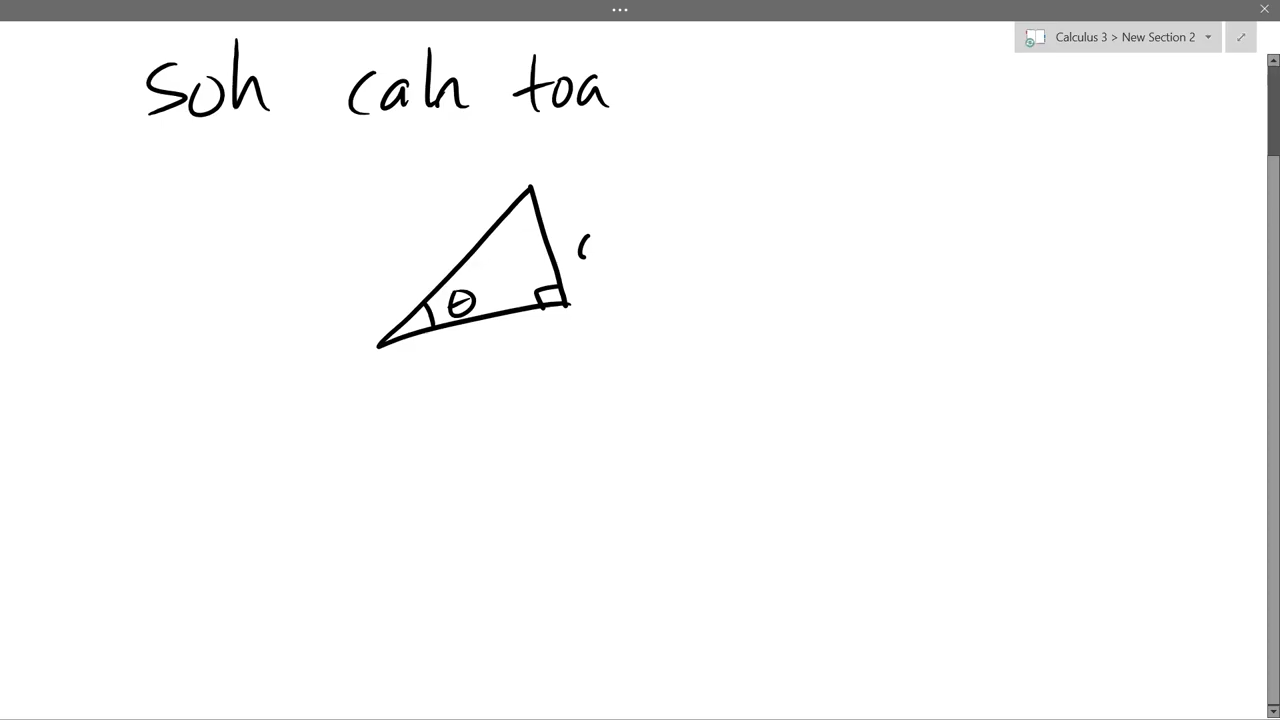 Calculus 3 > New Section 2
soh cah toa
θ